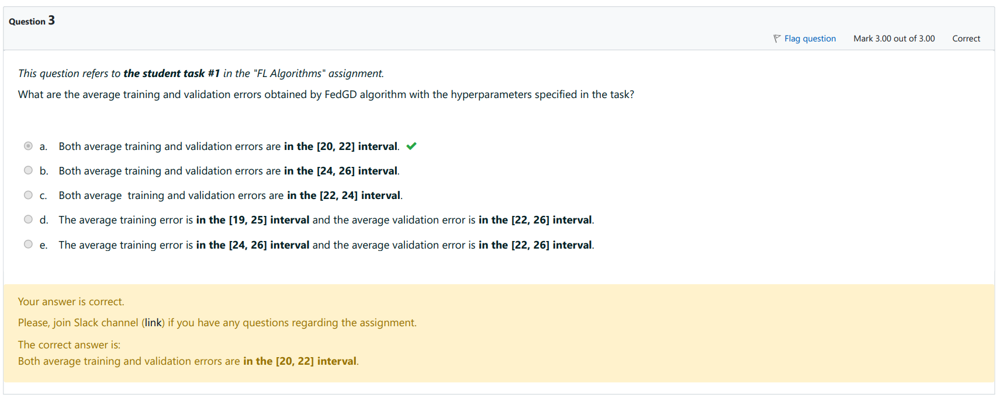 Question 3
Flag question Mark 3.00 out of 3.00 Correct
This question refers to the student task #1 in the "FL Algorithms" assignment.
What are the average training and validation errors obtained by FedGD algorithm with the hyperparameters specified in the task?
a. Both average training and validation errors are in the [20, 22] interval.
b. Both average training and validation errors are in the [24, 26] interval.
c. Both average  training and validation errors are in the [22, 24] interval.
d. The average training error is in the [19, 25] interval and the average validation error is in the [22, 26] interval.
e. The average training error is in the [24, 26] interval and the average validation error is in the [22, 26] interval.
Your answer is correct.
Please, join Slack channel (link) if you have any questions regarding the assignment.
The correct answer is:
Both average training and validation errors are in the [20, 22] interval.